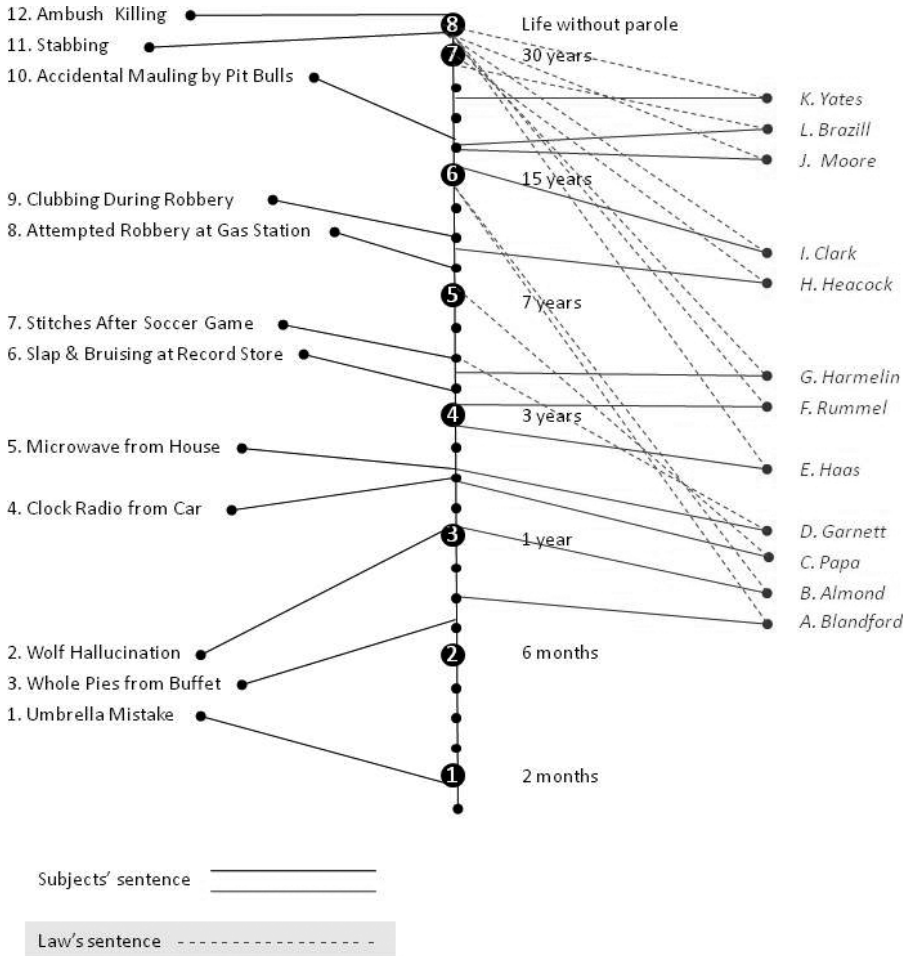 12. Ambush Killing
11. Stabbing
10. Accidental Mauling by Pit Bulls
9. Clubbing During Robbery
8. Attempted Robbery at Gas Station
7. Stitches After Soccer Game
6. Slap & Bruising at Record Store
5. Microwave from House
4. Clock Radio from Car
2. Wolf Hallucination
3. Whole Pies from Buffet
1. Umbrella Mistake
8 Life without parole
7 30 years
6 15 years
5 7 years
4 3 years
3 1 year
2 6 months
1 2 months
K. Yates
L. Brazill
J. Moore
I. Clark
H. Heacock
G. Harmelin
F. Rummel
E. Haas
D. Garnett
C. Papa
B. Almond
A. Blandford
Subjects' sentence
Law's sentence